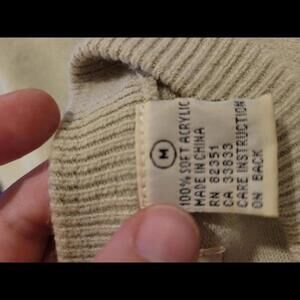 M
100% SOFT ACRYLIC
MADE IN CHINA
RN 82351
CA 33833
CARE INSTRUCTION
ON BACK